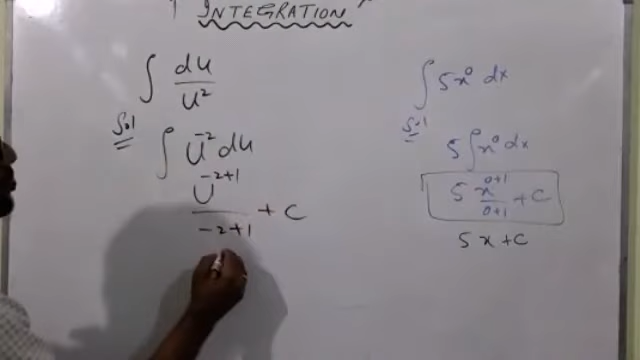 INTEGRATION
∫ du/u²
Sol
∫ u⁻² du
u⁻²⁺¹/-2+1 + c
∫ 5x⁰ dx
Sol
5 ∫ x⁰ dx
5 x⁰⁺¹/0+1 + c
5x + c